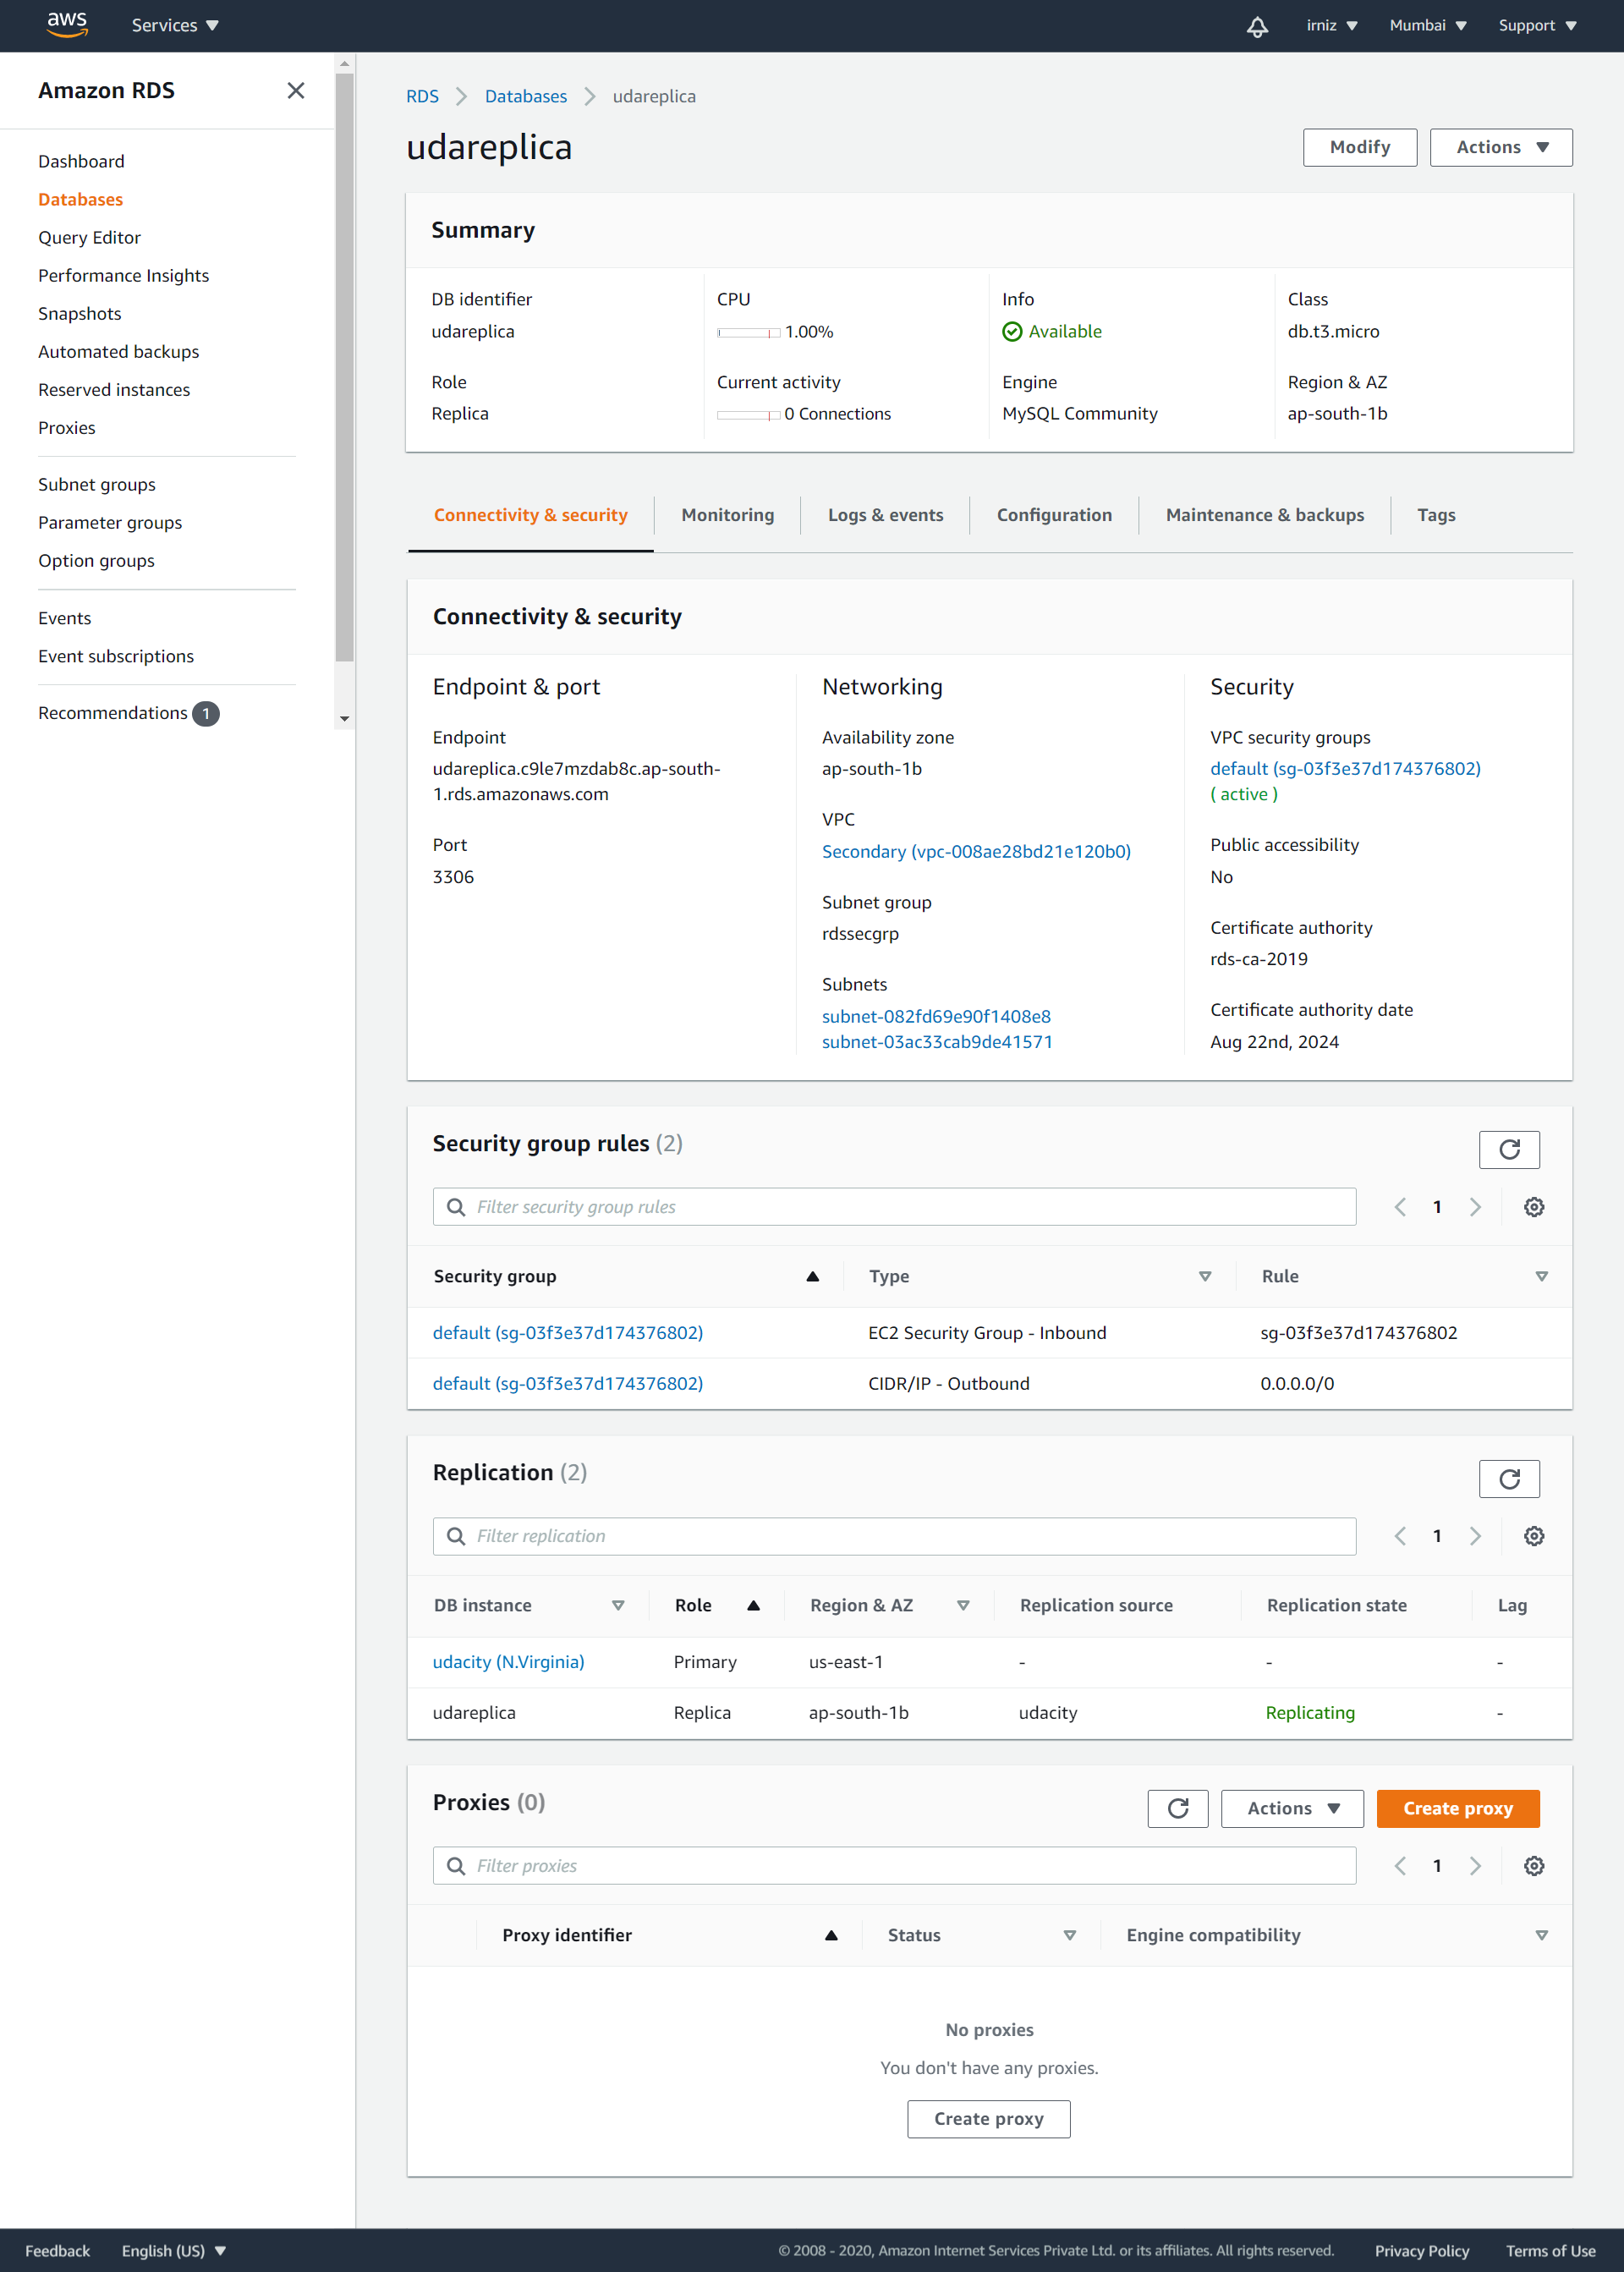 aws Services irniz Mumbai Support
Amazon RDS
Dashboard
Databases
Query Editor
Performance Insights
Snapshots
Automated backups
Reserved instances
Proxies
Subnet groups
Parameter groups
Option groups
Events
Event subscriptions
Recommendations 1
RDS Databases udareplica
udareplica
Modify Actions
Summary
DB identifier CPU Info Class
udareplica 1.00% Available db.t3.micro
Role Current activity Engine Region & AZ
Replica 0 Connections MySQL Community ap-south-1b
Connectivity & security Monitoring Logs & events Configuration Maintenance & backups Tags
Connectivity & security
Endpoint & port
Endpoint
udareplica.c9le7mzdab8c.ap-south-
1.rds.amazonaws.com
Port
3306
Networking
Availability zone
ap-south-1b
VPC
Secondary (vpc-008ae28bd21e120b0)
Subnet group
rdssecgrp
Subnets
subnet-082fd69e90f1408e8
subnet-03ac33cab9de41571
Security
VPC security groups
default (sg-03f3e37d174376802)
( active )
Public accessibility
No
Certificate authority
rds-ca-2019
Certificate authority date
Aug 22nd, 2024
Security group rules (2)
Filter security group rules 1
Security group Type Rule
default (sg-03f3e37d174376802) EC2 Security Group - Inbound sg-03f3e37d174376802
default (sg-03f3e37d174376802) CIDR/IP - Outbound 0.0.0.0/0
Replication (2)
Filter replication 1
DB instance Role Region & AZ Replication source Replication state Lag
udacity (N.Virginia) Primary us-east-1 - - -
udareplica Replica ap-south-1b udacity Replicating -
Proxies (0) Actions Create proxy
Filter proxies 1
Proxy identifier Status Engine compatibility
No proxies
You don't have any proxies.
Create proxy
Feedback English (US) © 2008 - 2020, Amazon Internet Services Private Ltd. or its affiliates. All rights reserved. Privacy Policy Terms of Use